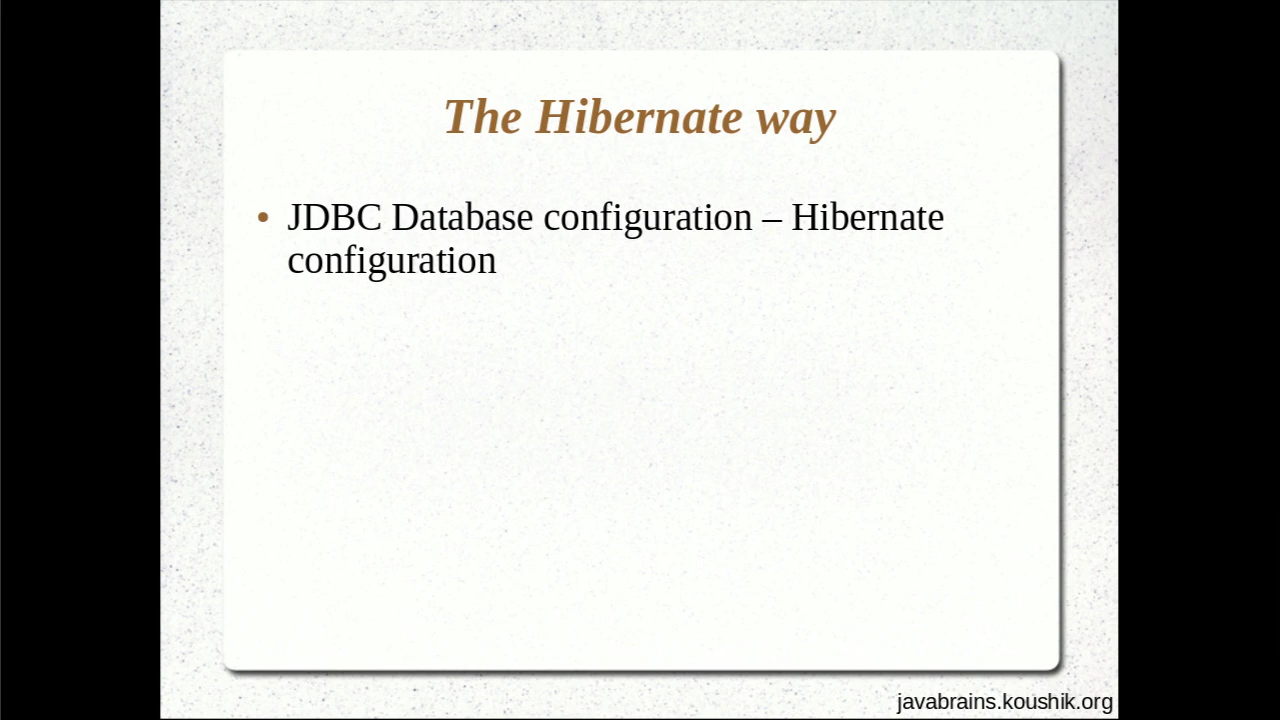 The Hibernate way
• JDBC Database configuration – Hibernate
configuration
javabrains.koushik.org